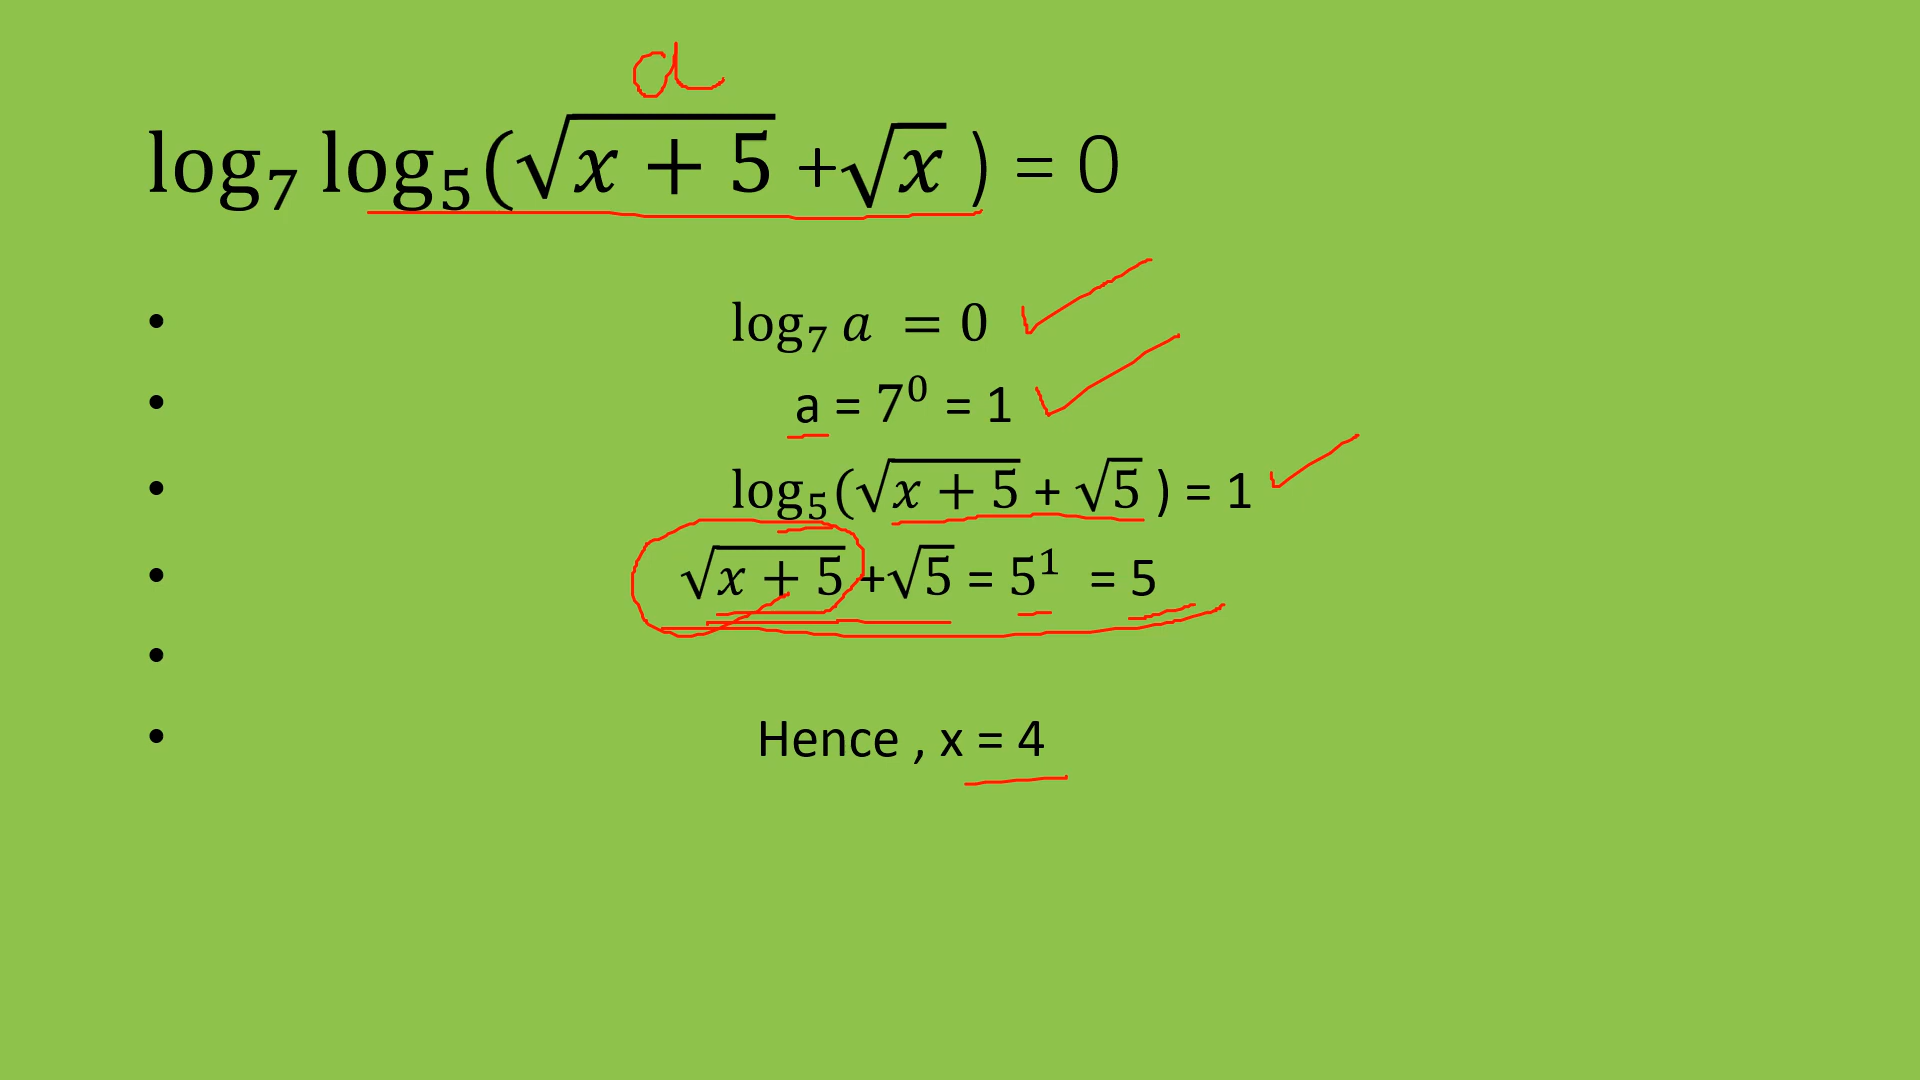 a
log₇ log₅(√(x + 5) +√x ) = 0
• log₇ a = 0
• a = 7⁰ = 1
• log₅(√(x + 5) + √5 ) = 1
• √(x + 5) +√5 = 5¹ = 5
•
• Hence , x = 4